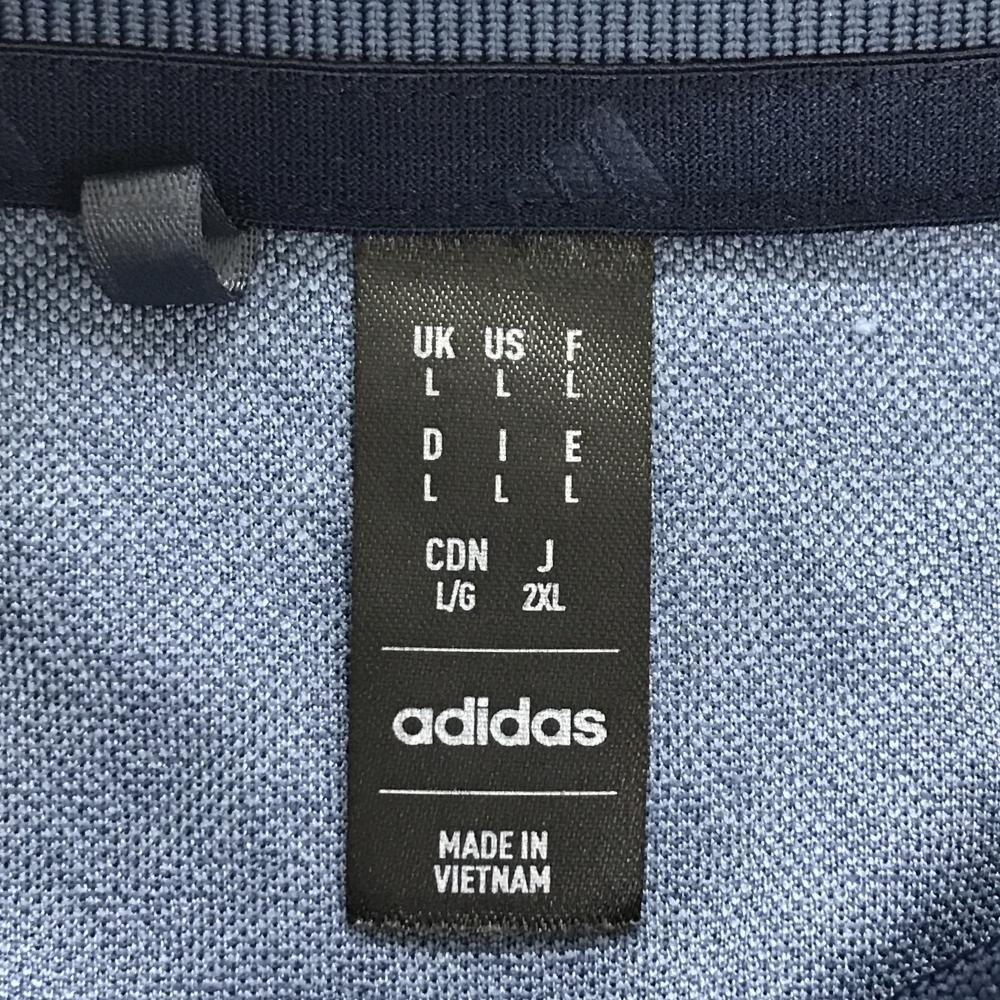 UK US F
L L L
D I E
L L L
CDN J
L/G 2XL
adidas
MADE IN
VIETNAM